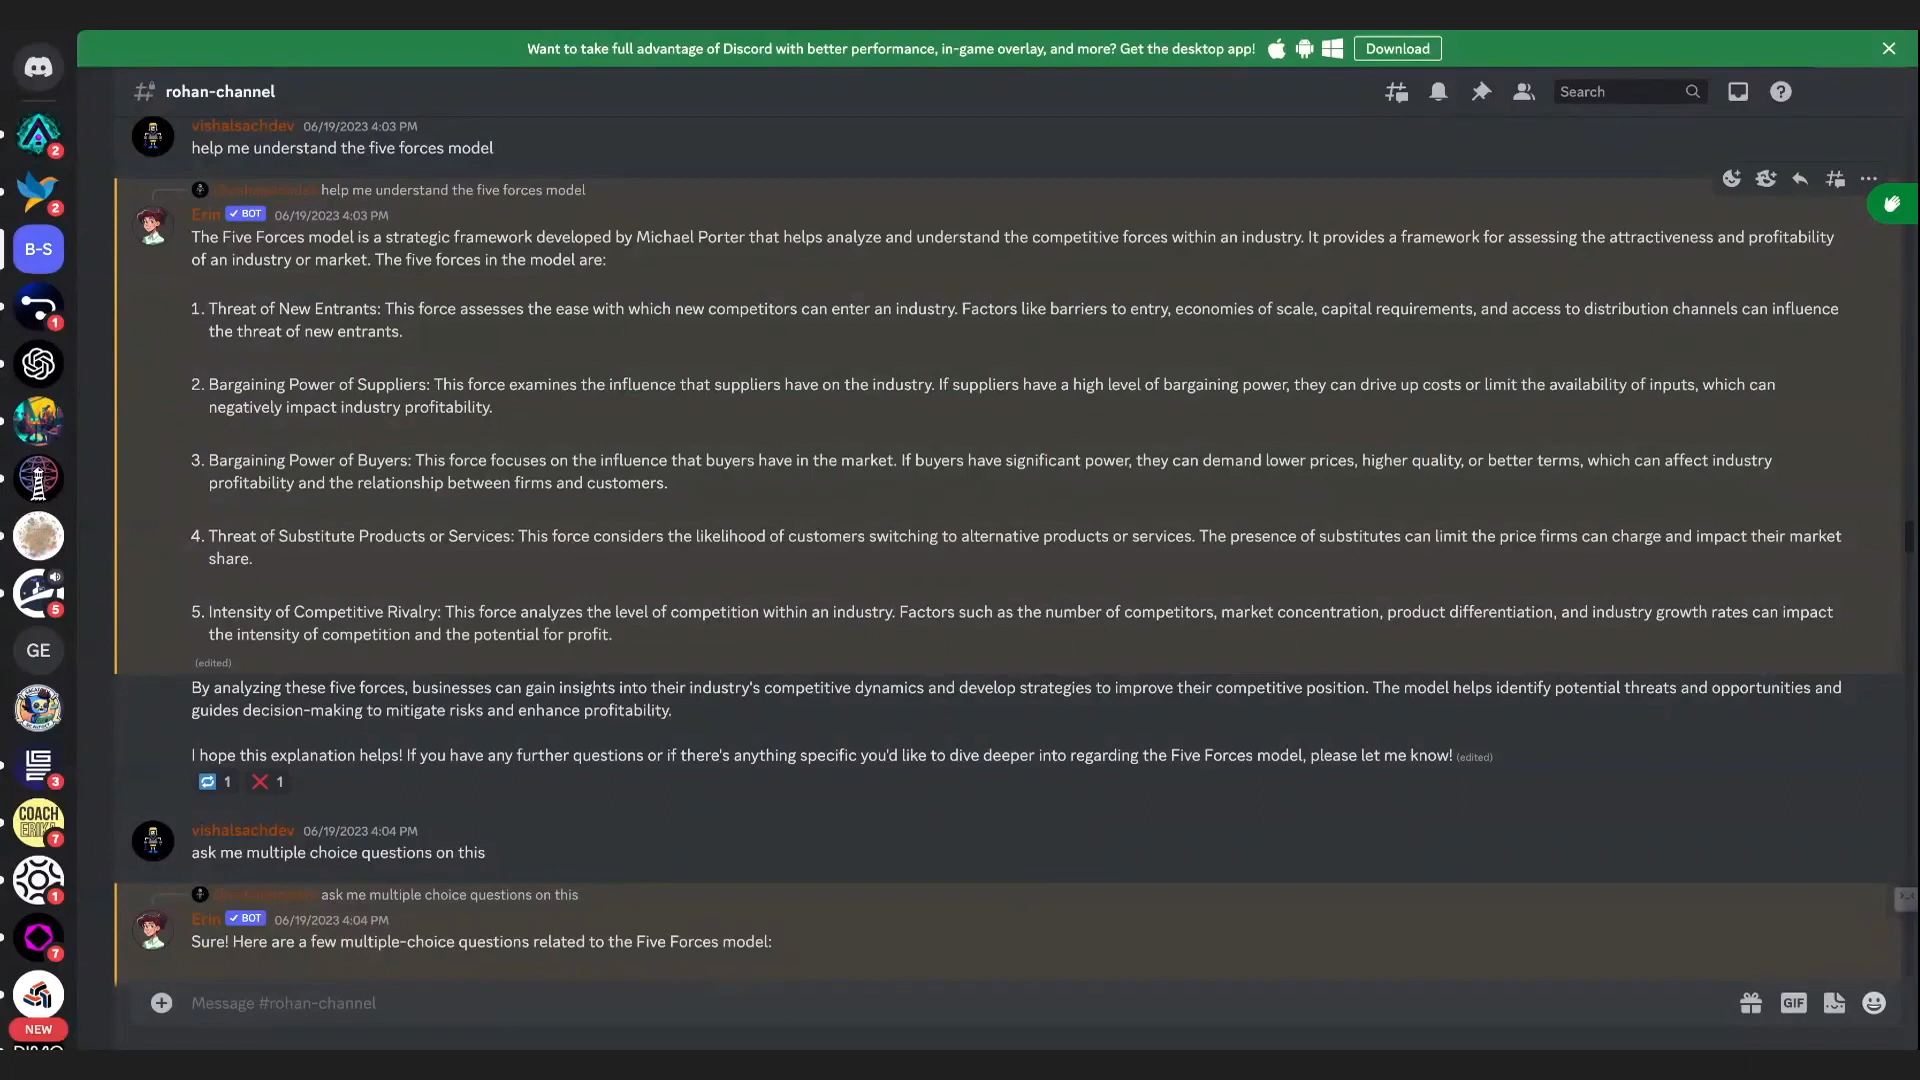 Want to take full advantage of Discord with better performance, in-game overlay, and more? Get the desktop app!
Download
rohan-channel
Search
vishalsachdev 06/19/2023 4:03 PM
help me understand the five forces model
help me understand the five forces model
Erin BOT 06/19/2023 4:03 PM
The Five Forces model is a strategic framework developed by Michael Porter that helps analyze and understand the competitive forces within an industry. It provides a framework for assessing the attractiveness and profitability
of an industry or market. The five forces in the model are:
1. Threat of New Entrants: This force assesses the ease with which new competitors can enter an industry. Factors like barriers to entry, economies of scale, capital requirements, and access to distribution channels can influence
the threat of new entrants.
2. Bargaining Power of Suppliers: This force examines the influence that suppliers have on the industry. If suppliers have a high level of bargaining power, they can drive up costs or limit the availability of inputs, which can
negatively impact industry profitability.
3. Bargaining Power of Buyers: This force focuses on the influence that buyers have in the market. If buyers have significant power, they can demand lower prices, higher quality, or better terms, which can affect industry
profitability and the relationship between firms and customers.
4. Threat of Substitute Products or Services: This force considers the likelihood of customers switching to alternative products or services. The presence of substitutes can limit the price firms can charge and impact their market
share.
5. Intensity of Competitive Rivalry: This force analyzes the level of competition within an industry. Factors such as the number of competitors, market concentration, product differentiation, and industry growth rates can impact
the intensity of competition and the potential for profit.
(edited)
By analyzing these five forces, businesses can gain insights into their industry's competitive dynamics and develop strategies to improve their competitive position. The model helps identify potential threats and opportunities and
guides decision-making to mitigate risks and enhance profitability.
I hope this explanation helps! If you have any further questions or if there's anything specific you'd like to dive deeper into regarding the Five Forces model, please let me know! (edited)
1 1
vishalsachdev 06/19/2023 4:04 PM
ask me multiple choice questions on this
ask me multiple choice questions on this
Erin BOT 06/19/2023 4:04 PM
Sure! Here are a few multiple-choice questions related to the Five Forces model:
Message #rohan-channel
GIF
2
2
B-S
1
5
GE
3
COACH
ERIKA
7
1
7
NEW